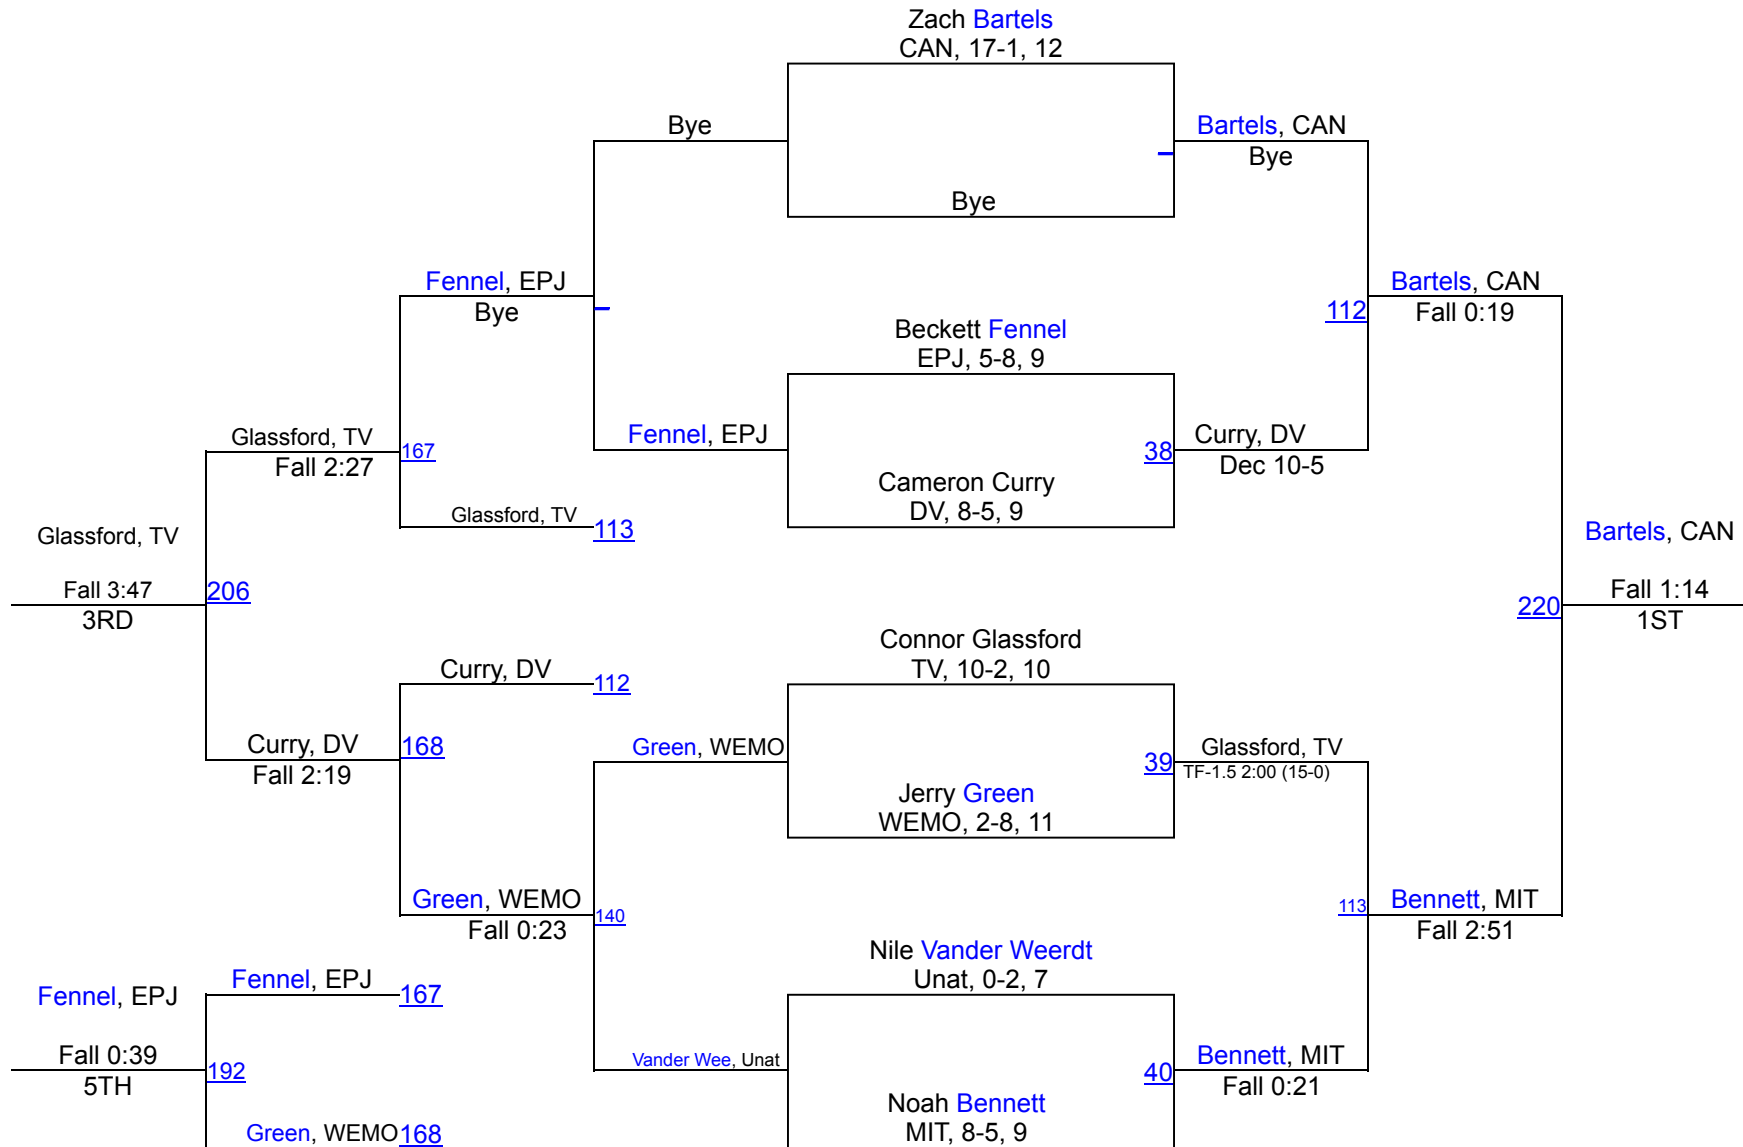 Zach Bartels
CAN, 17-1, 12
Bye
Bartels, CAN
Bye
Bye
Fennel, EPJ
Bye
Bartels, CAN
112
Fall 0:19
Beckett Fennel
EPJ, 5-8, 9
Glassford, TV
167
Fall 2:27
Fennel, EPJ
38
Curry, DV
Dec 10-5
Cameron Curry
DV, 8-5, 9
Glassford, TV
113
Glassford, TV
Bartels, CAN
Fall 3:47
206
3RD
220
Fall 1:14
1ST
Connor Glassford
TV, 10-2, 10
Curry, DV
112
Curry, DV
168
Fall 2:19
Green, WEMO
39
Glassford, TV
TF-1.5 2:00 (15-0)
Jerry Green
WEMO, 2-8, 11
Green, WEMO
140
Fall 0:23
113
Bennett, MIT
Fall 2:51
Nile Vander Weerdt
Unat, 0-2, 7
Fennel, EPJ
Fennel, EPJ
167
Fall 0:39
192
5TH
Vander Wee, Unat
40
Bennett, MIT
Fall 0:21
Noah Bennett
MIT, 8-5, 9
Green, WEMO
168